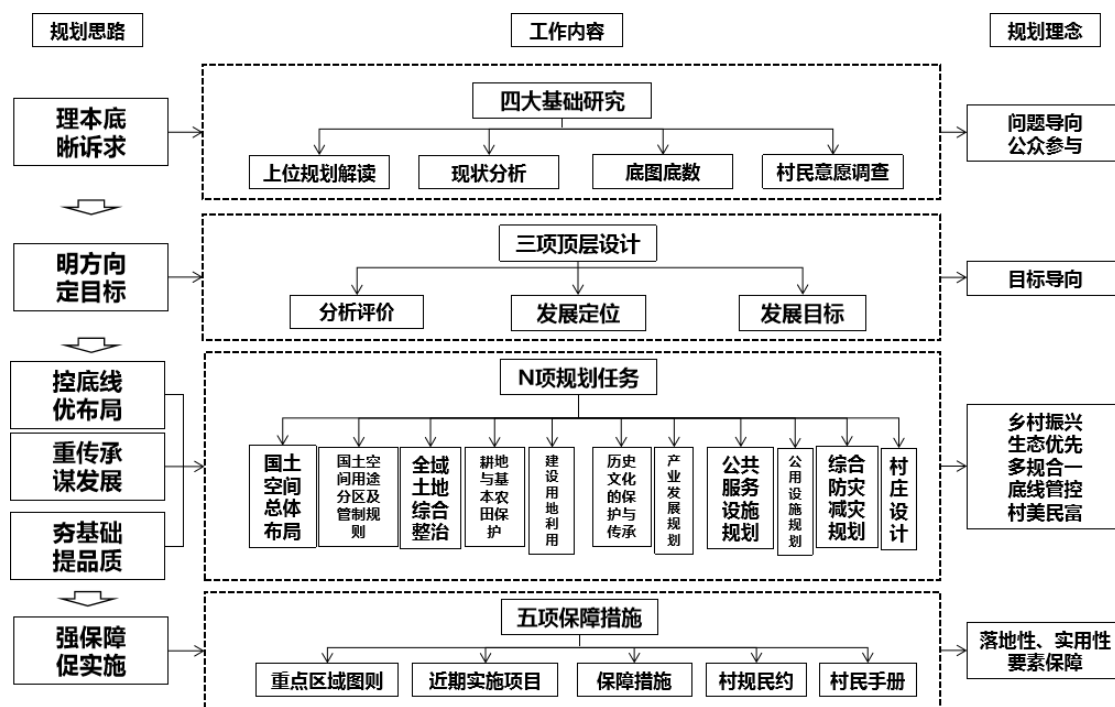 规划思路
工作内容
规划理念
理本底
晰诉求
四大基础研究
上位规划解读
现状分析
底图底数
村民意愿调查
问题导向
公众参与
明方向
定目标
三项顶层设计
分析评价
发展定位
发展目标
目标导向
控底线
优布局
重传承
谋发展
夯基础
提品质
N项规划任务
国土
空间
总体
布局
国土空
间用途
分区及
管制规
则
全域
土地
综合
整治
耕地
与基
本农
田保
护
建
设
用
地
利
用
历史
文化
的保
护与
传承
产
业
发
展
规
划
公共
服务
设施
规划
公
用
设
施
规
划
综合
防灾
减灾
规划
村
庄
设
计
乡村振兴
生态优先
多规合一
底线管控
村美民富
强保障
促实施
五项保障措施
重点区域图则
近期实施项目
保障措施
村规民约
村民手册
落地性、实用性
要素保障